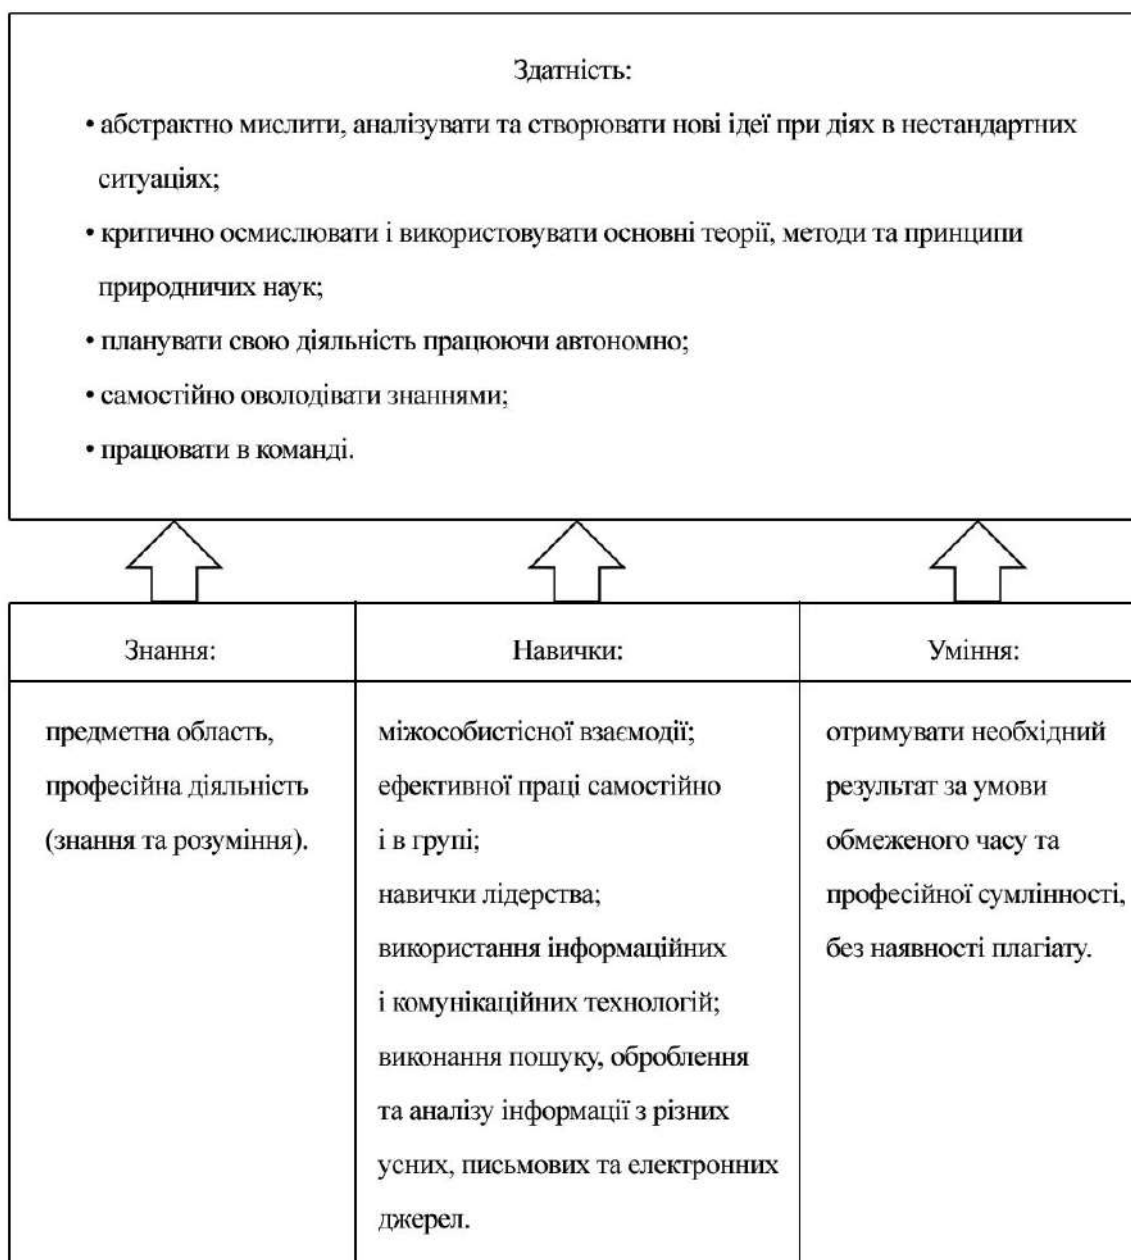 Здатність:
• абстрактно мислити, аналізувати та створювати нові ідеї при діях в нестандартних
ситуаціях;
• критично осмислювати і використовувати основні теорії, методи та принципи
природничих наук;
• планувати свою діяльність працюючи автономно;
• самостійно оволодівати знаннями;
• працювати в команді.
Знання:
предметна область,
професійна діяльність
(знання та розуміння).
Навички:
міжособистісної взаємодії;
ефективної праці самостійно
і в групі;
навички лідерства;
використання інформаційних
і комунікаційних технологій;
виконання пошуку, оброблення
та аналізу інформації з різних
усних, письмових та електронних
джерел.
Уміння:
отримувати необхідний
результат за умови
обмеженого часу та
професійної сумлінності,
без наявності плагіату.